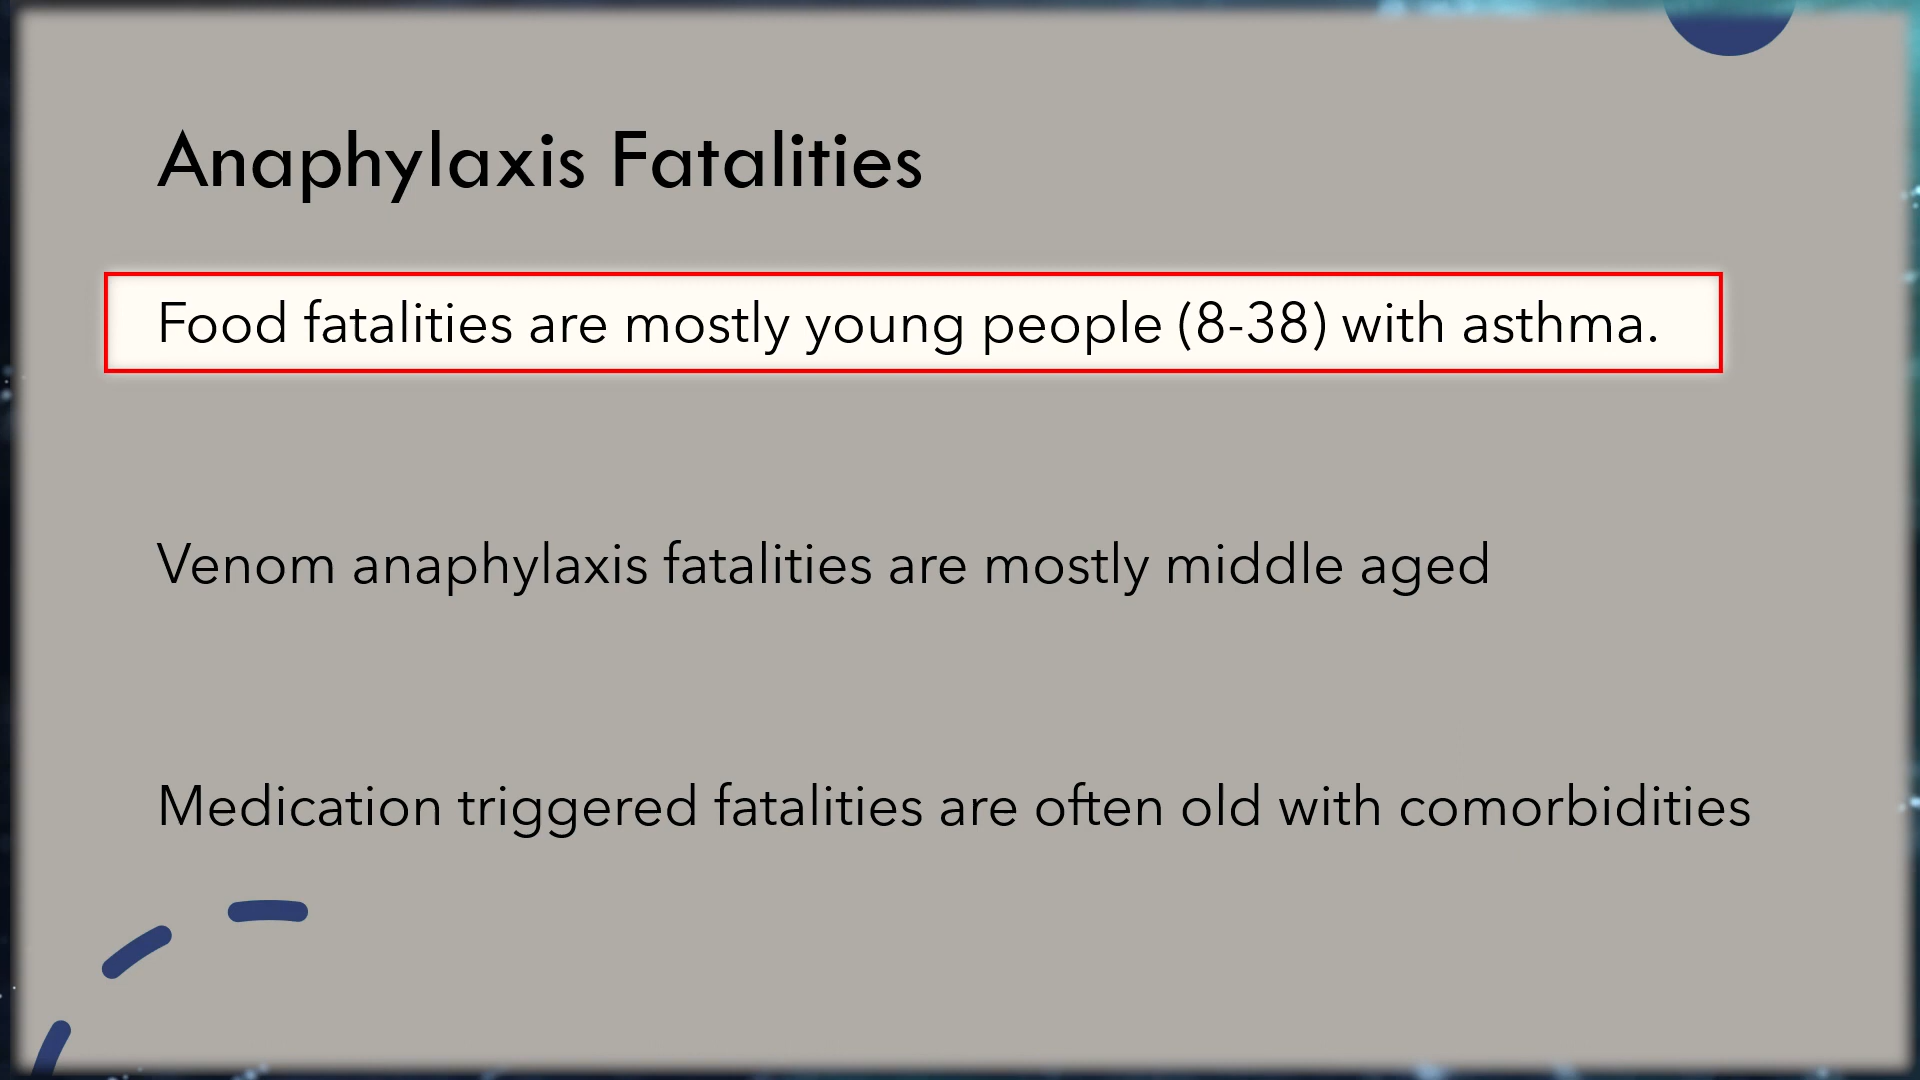 Anaphylaxis Fatalities
Food fatalities are mostly young people (8-38) with asthma.
Venom anaphylaxis fatalities are mostly middle aged
Medication triggered fatalities are often old with comorbidities